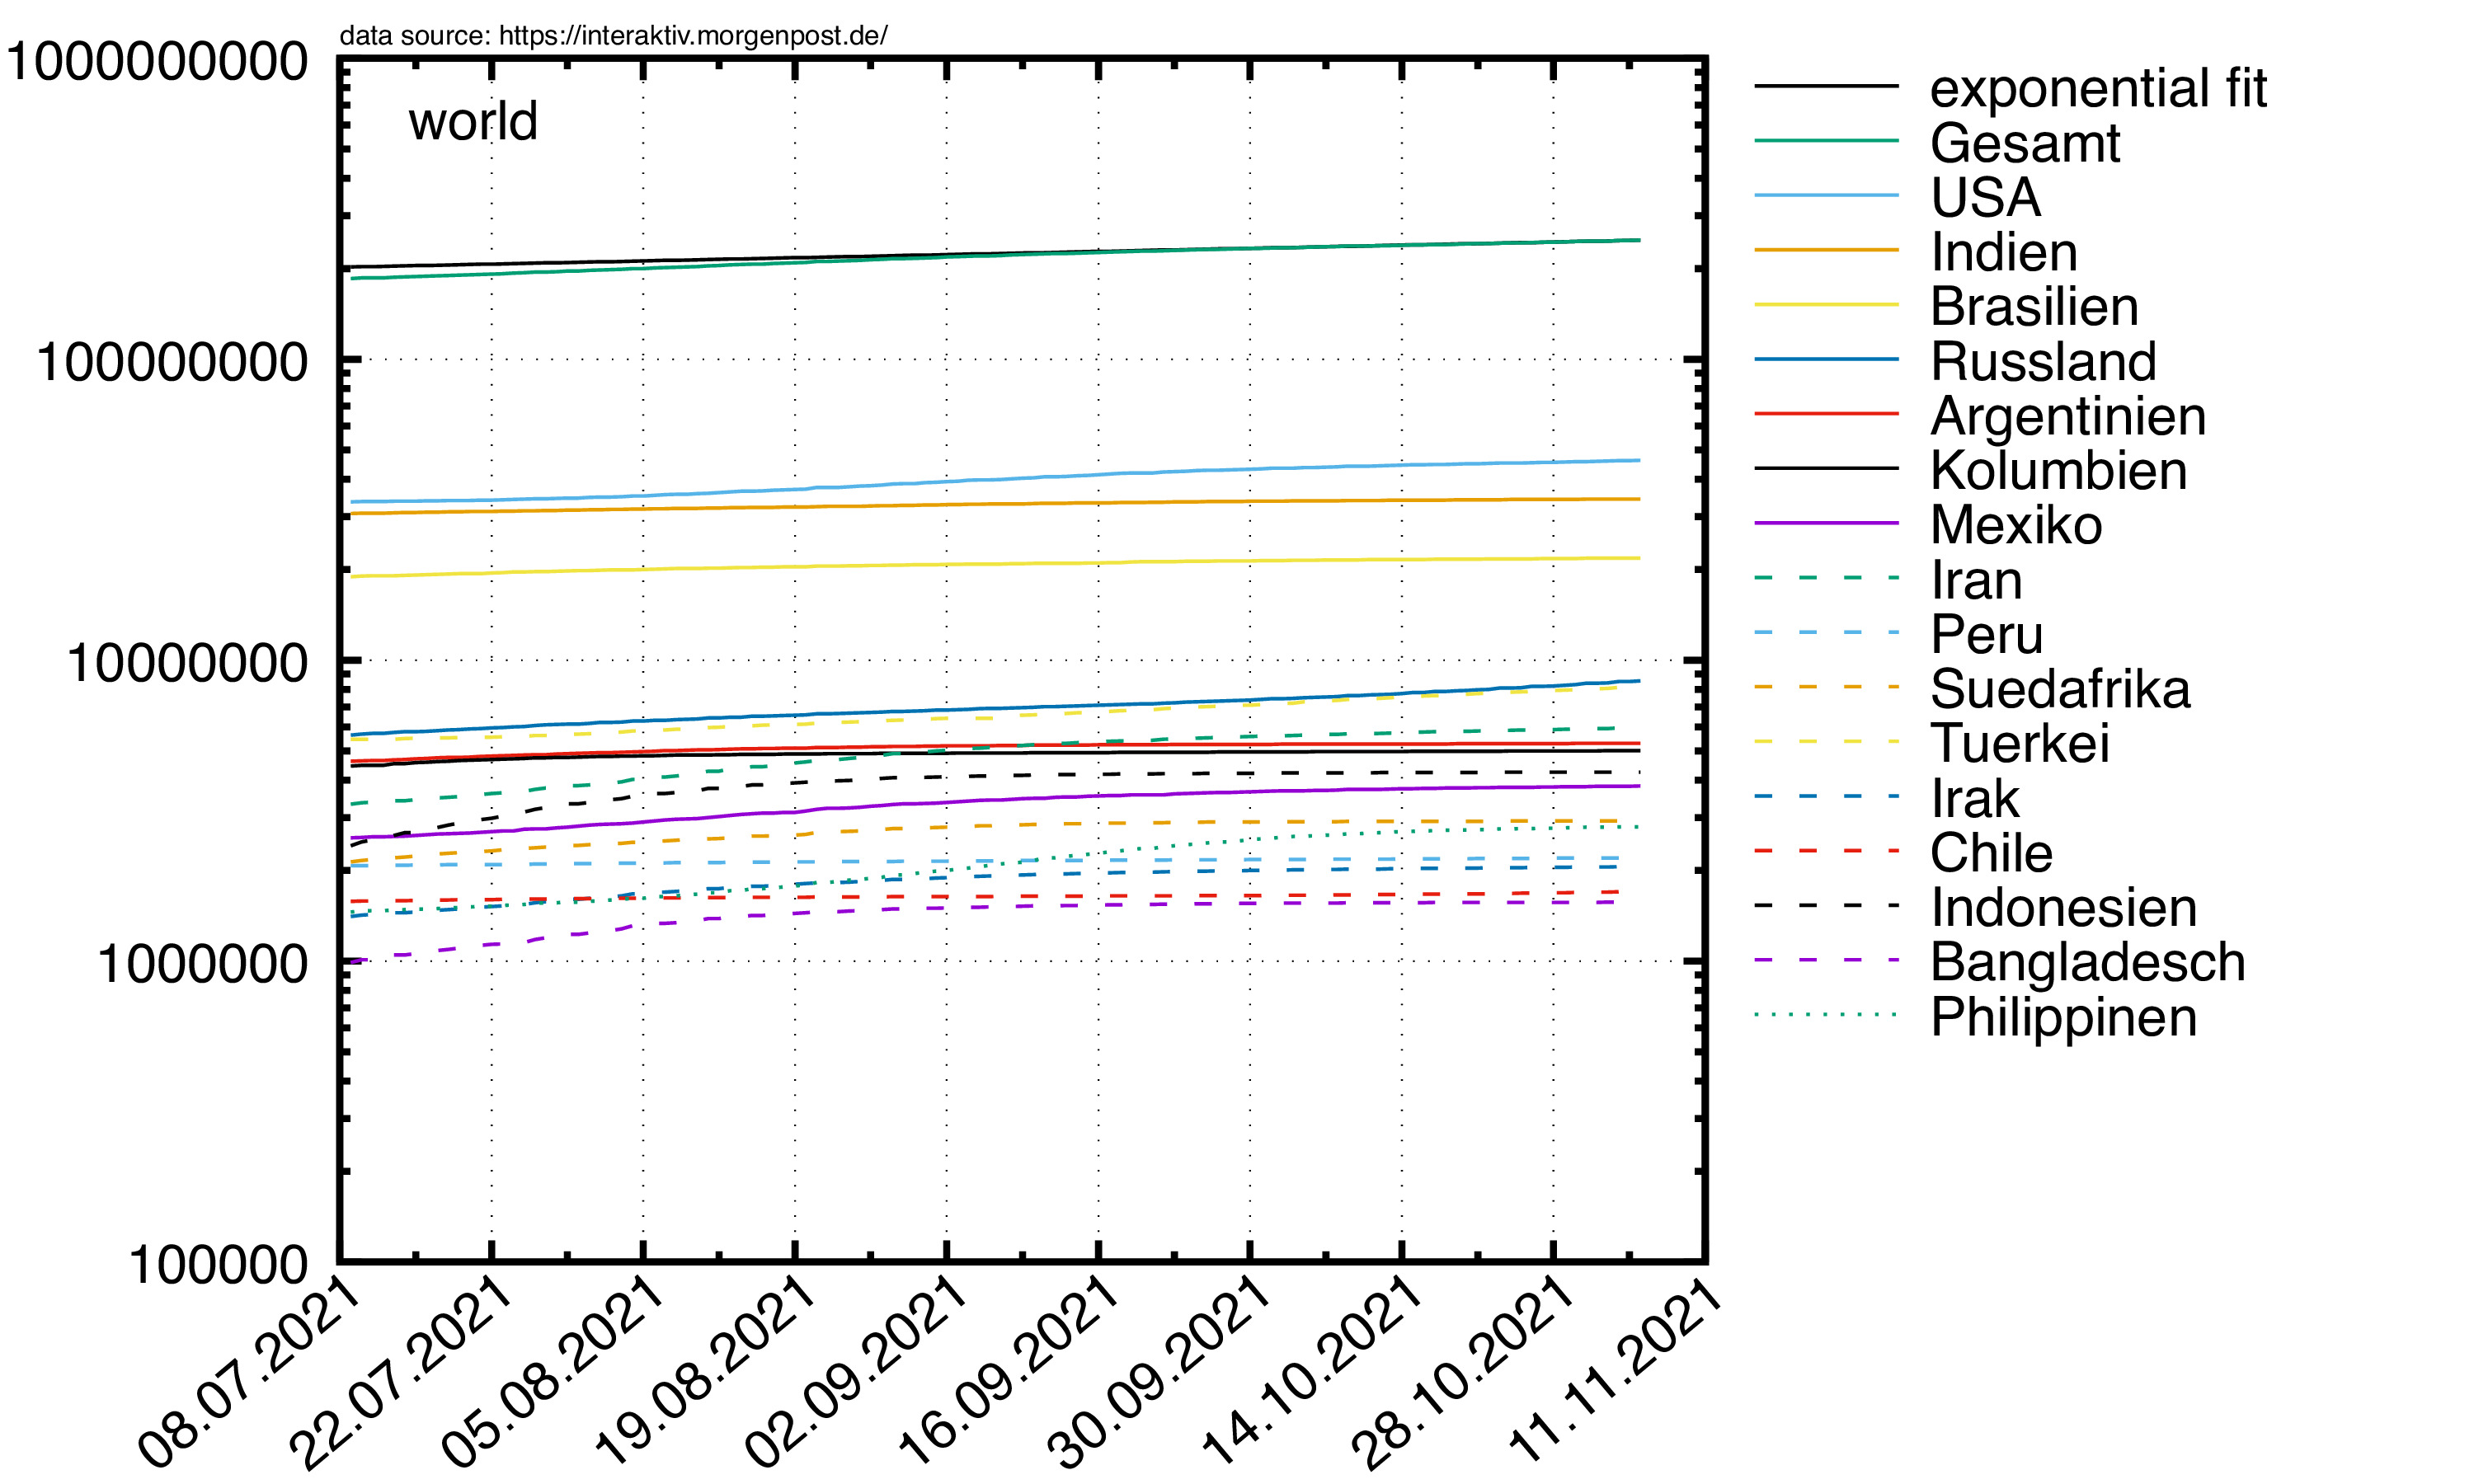 data source: https://interaktiv.morgenpost.de/
1000000000
100000000
10000000
1000000
100000
world
exponential fit
Gesamt
USA
Indien
Brasilien
Russland
Argentinien
Kolumbien
Mexiko
Iran
Peru
Suedafrika
Tuerkei
Irak
Chile
Indonesien
Bangladesch
Philippinen
08.07.2021
22.07.2021
05.08.2021
19.08.2021
02.09.2021
16.09.2021
30.09.2021
14.10.2021
28.10.2021
11.11.2021